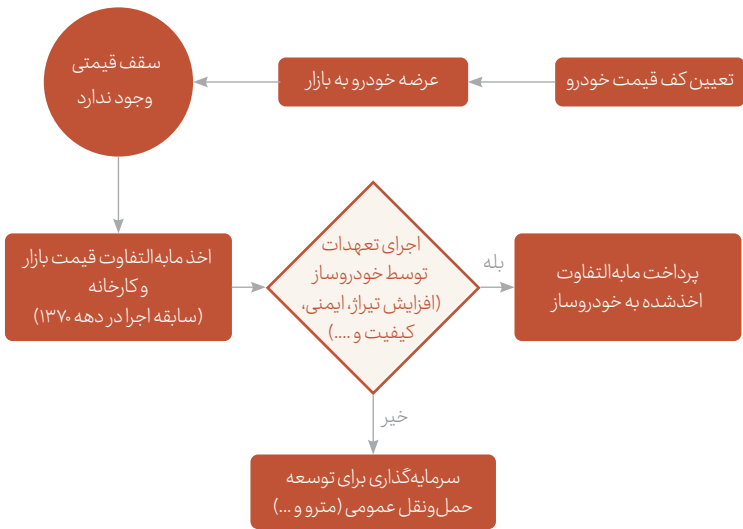 تعیین کف قیمت خودرو
عرضه خودرو به بازار
سقف قیمتی
وجود ندارد
اخذ مابه‌التفاوت قیمت بازار
و کارخانه
(سابقه اجرا در دهه ۱۳۷۰)
اجرای تعهدات
توسط خودروساز
(افزایش تیراژ، ایمنی،
کیفیت و ....)
بله
پرداخت مابه‌التفاوت
اخذشده به خودروساز
خیر
سرمایه‌گذاری برای توسعه
حمل‌ونقل عمومی (مترو و ...)